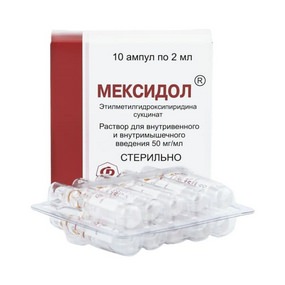 10 ампул по 2 мл
МЕКСИДОЛ®
Этилметилгидроксипиридина
сукцинат
Раствор для внутривенного
и внутримышечного
введения 50 мг/мл
СТЕРИЛЬНО